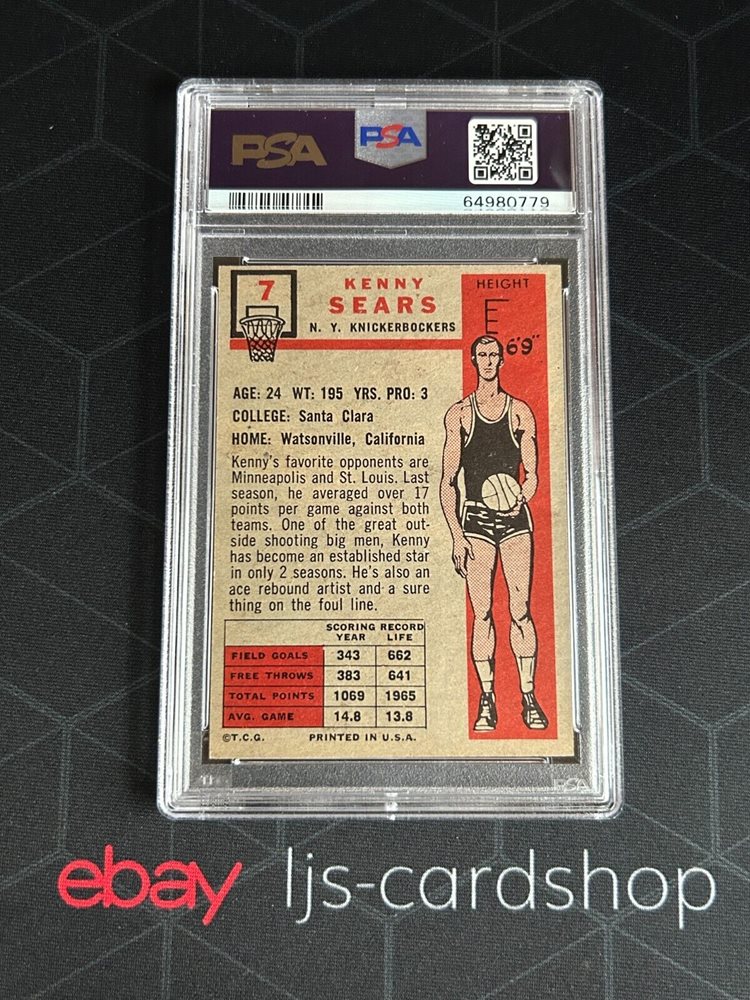 PSA
PSA
64980779
7
KENNY
SEARS
N. Y. KNICKERBOCKERS
HEIGHT
6'9"
AGE: 24 WT: 195 YRS. PRO: 3
COLLEGE: Santa Clara
HOME: Watsonville, California
Kenny's favorite opponents are
Minneapolis and St. Louis. Last
season, he averaged over 17
points per game against both
teams. One of the great out-
side shooting big men, Kenny
has become an established star
in only 2 seasons. He's also an
ace rebound artist and a sure
thing on the foul line.
SCORING RECORD
YEAR LIFE
FIELD GOALS 343 662
FREE THROWS 383 641
TOTAL POINTS 1069 1965
AVG. GAME 14.8 13.8
©T.C.G. PRINTED IN U.S.A.
PSA
ebay ljs-cardshop